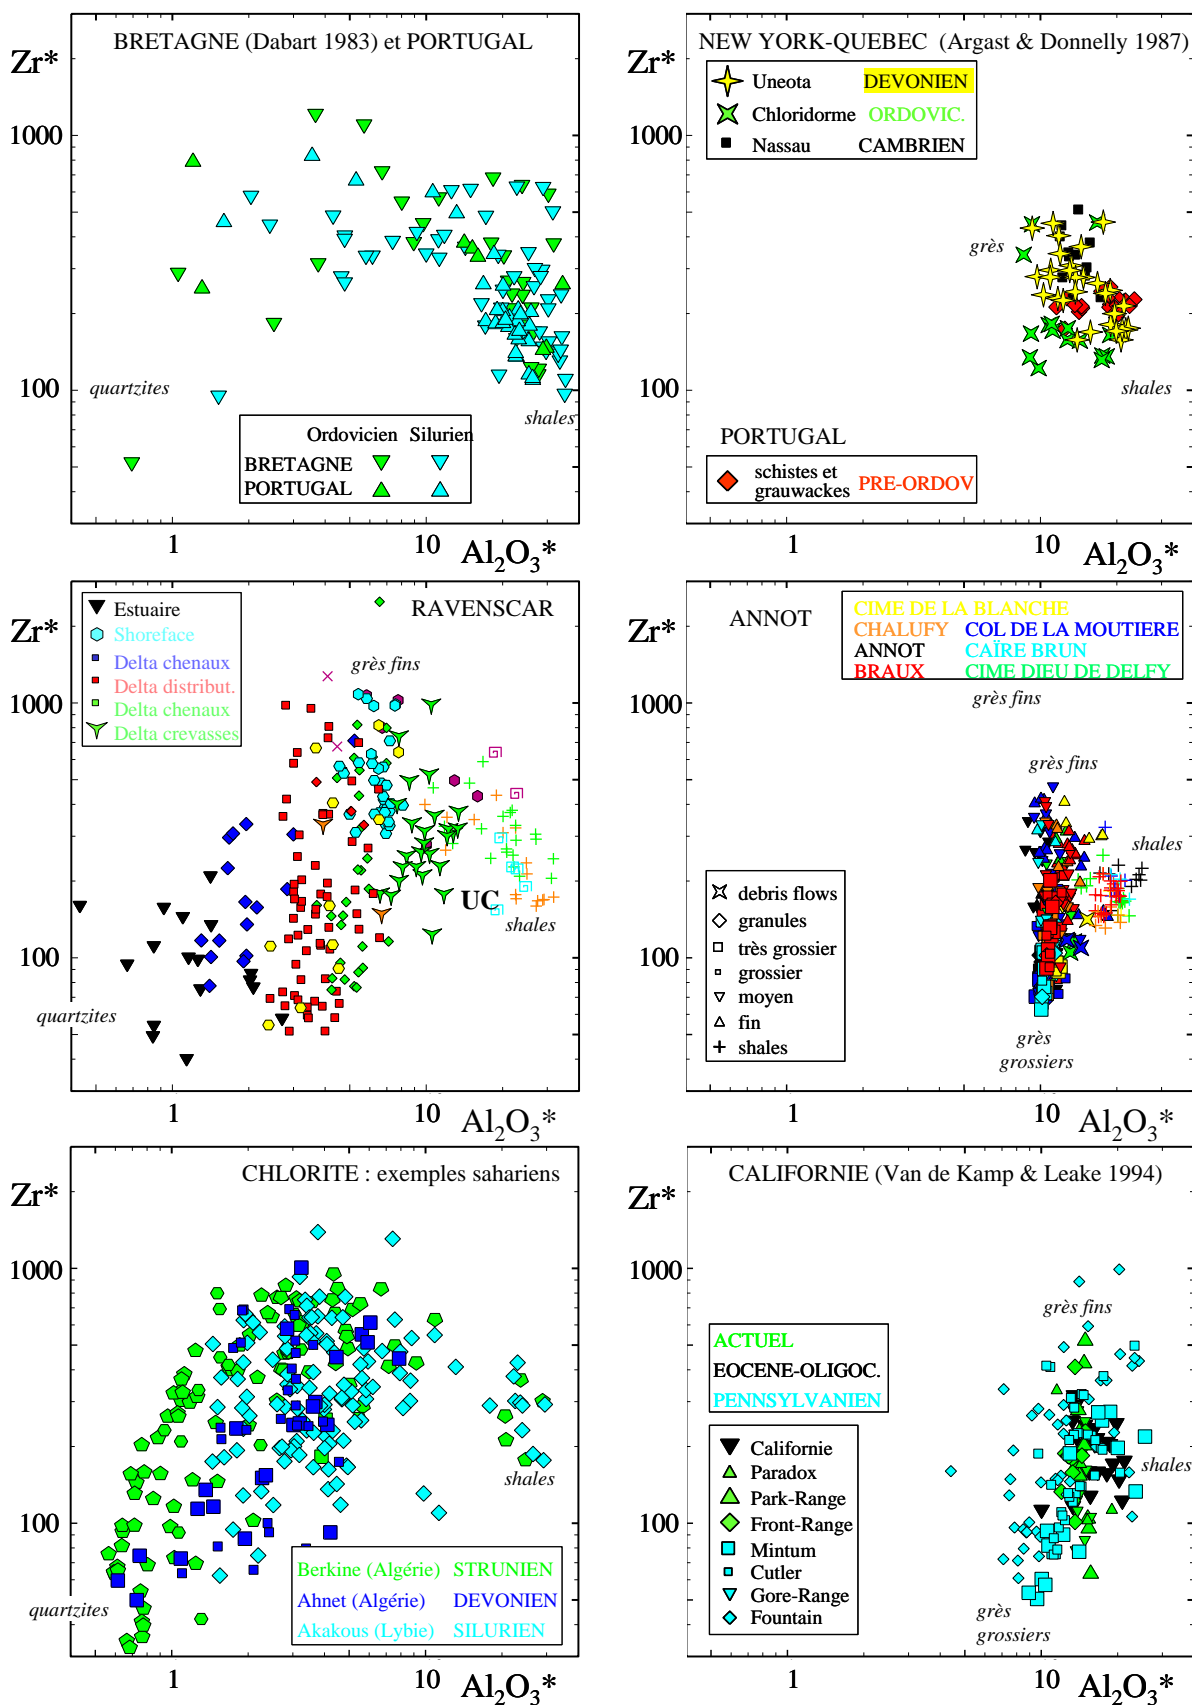 BRETAGNE (Dabart 1983) et PORTUGAL
Zr*
1000
100
quartzites
shales
Ordovicien Silurien
BRETAGNE
PORTUGAL
1
10
Al₂O₃*
NEW YORK-QUEBEC (Argast & Donnelly 1987)
Zr*
Uneota DEVONIEN
Chloridorme ORDOVIC.
Nassau CAMBRIEN
1000
grès
100
shales
PORTUGAL
schistes et
grauwackes PRE-ORDOV
1
10
Al₂O₃*
RAVENSCAR
Zr*
Estuaire
Shoreface
Delta chenaux
Delta distribut.
Delta chenaux
Delta crevasses
grès fins
1000
UC
shales
100
quartzites
1
10
Al₂O₃*
ANNOT
Zr*
CIME DE LA BLANCHE
CHALUFY COL DE LA MOUTIERE
ANNOT CAÏRE BRUN
BRAUX CIME DIEU DE DELFY
grès fins
1000
grès fins
shales
debris flows
granules
très grossier
grossier
moyen
fin
shales
100
grès
grossiers
1
10
Al₂O₃*
CHLORITE : exemples sahariens
Zr*
1000
shales
100
quartzites
Berkine (Algérie) STRUNIEN
Ahnet (Algérie) DEVONIEN
Akakous (Lybie) SILURIEN
1
10
Al₂O₃*
CALIFORNIE (Van de Kamp & Leake 1994)
Zr*
1000
grès fins
ACTUEL
EOCENE-OLIGOC.
PENNSYLVANIEN
Californie
Paradox
Park-Range
Front-Range
Mintum
Cutler
Gore-Range
Fountain
shales
100
grès
grossiers
1
10
Al₂O₃*